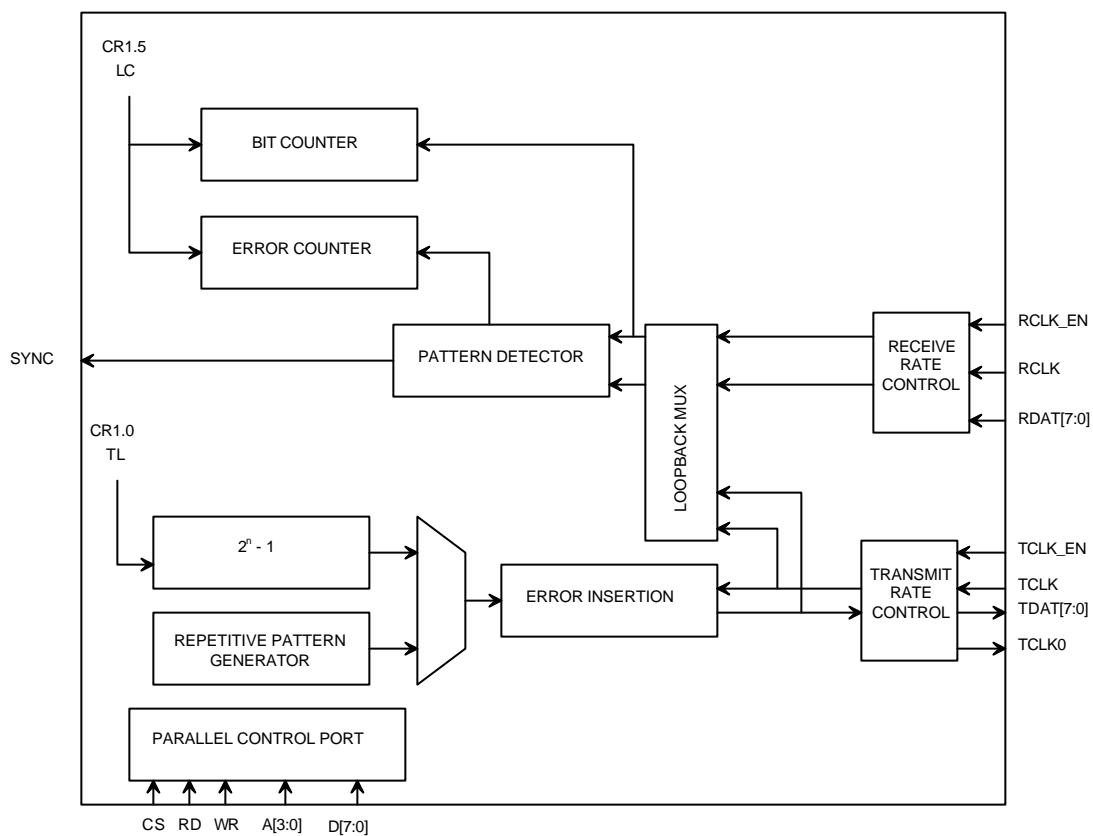 CR1.5
LC
BIT COUNTER
ERROR COUNTER
SYNC
PATTERN DETECTOR
LOOPBACK MUX
RECEIVE
RATE
CONTROL
RCLK_EN
RCLK
RDAT[7:0]
CR1.0
TL
2ⁿ - 1
REPETITIVE PATTERN
GENERATOR
ERROR INSERTION
TRANSMIT
RATE
CONTROL
TCLK_EN
TCLK
TDAT[7:0]
TCLK0
PARALLEL CONTROL PORT
CS RD WR A[3:0] D[7:0]